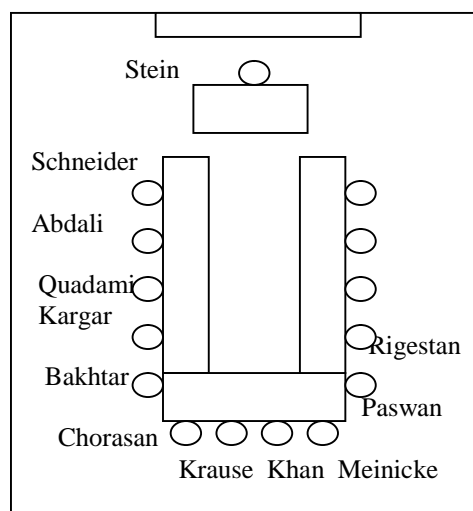 Stein
Schneider
Abdali
Quadami
Kargar
Rigestan
Bakhtar
Paswan
Chorasan
Krause Khan Meinicke